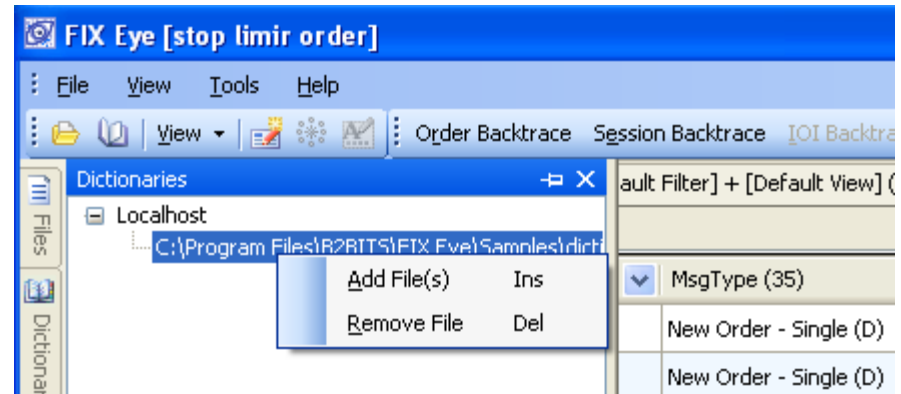 FIX Eye [stop limir order]
File View Tools Help
View Order Backtrace Session Backtrace IOI Backtra
Dictionaries
ault Filter] + [Default View] (
Files
Localhost
C:\Program Files\B2BITS\FIX Eye\Samples\dicti
Add File(s) Ins
MsgType (35)
Remove File Del
New Order - Single (D)
New Order - Single (D)
Dictionar